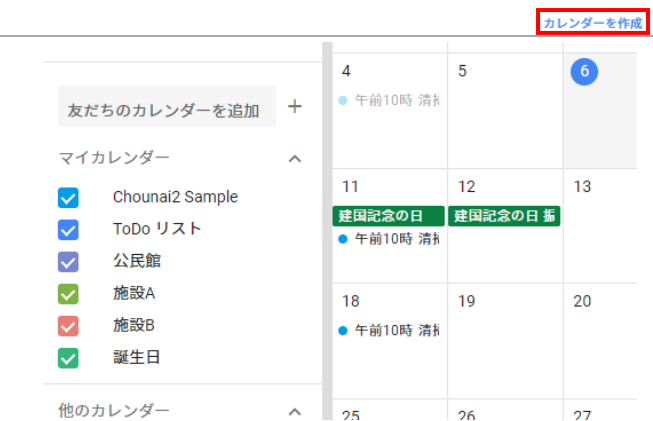 カレンダーを作成
友だちのカレンダーを追加
マイカレンダー
Chounai2 Sample
ToDo リスト
公民館
施設A
施設B
誕生日
他のカレンダー
4 5 6
午前10時 清掃
11 12 13
建国記念の日 建国記念の日 振
午前10時 清掃
18 19 20
午前10時 清掃
25 26 27